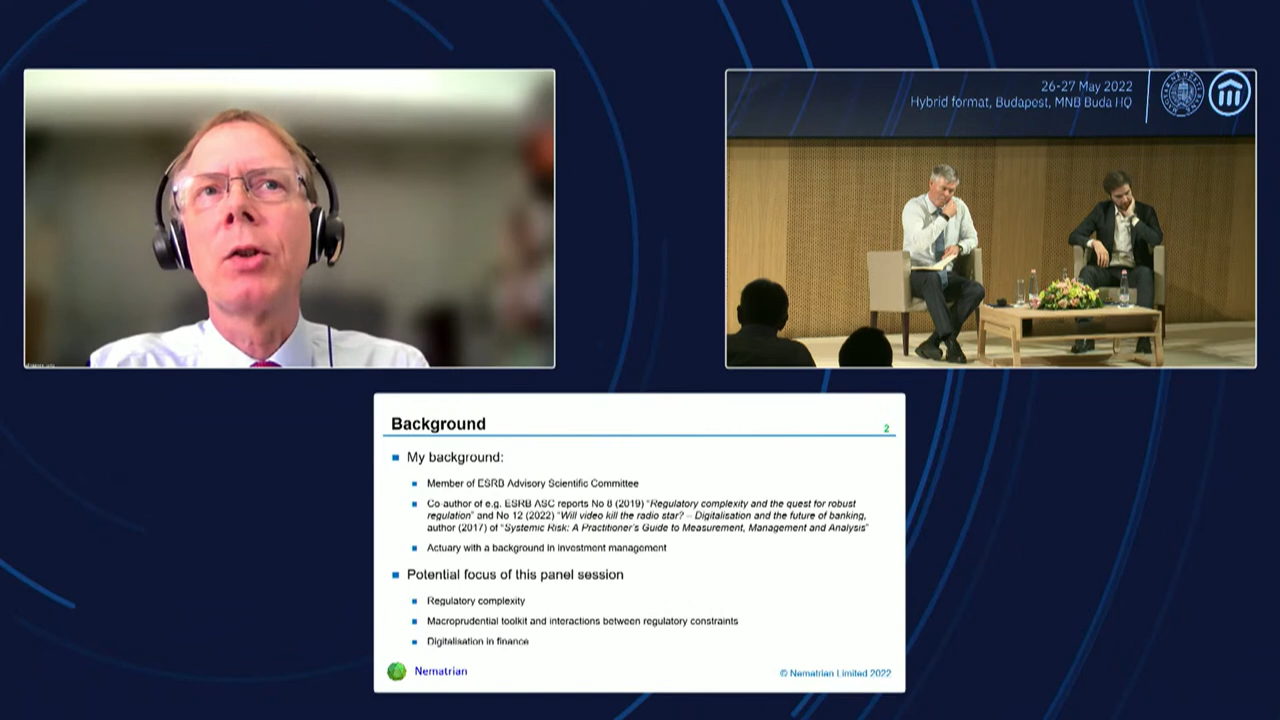 26-27 May 2022
Hybrid format, Budapest, MNB Buda HQ
Background
2
My background:
Member of ESRB Advisory Scientific Committee
Co-author of e.g. ESRB ASC reports No 8 (2019) "Regulatory complexity and the quest for robust
regulation" and No 12 (2022) "Will video kill the radio star? – Digitalisation and the future of banking,
author (2017) of "Systemic Risk: A Practitioner's Guide to Measurement, Management and Analysis"
Actuary with a background in investment management
Potential focus of this panel session
Regulatory complexity
Macroprudential toolkit and interactions between regulatory constraints
Digitalisation in finance
Nematrian
© Nematrian Limited 2022